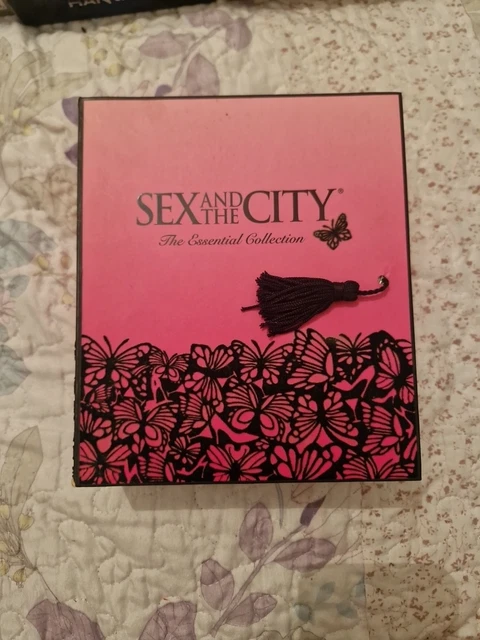 SEX AND THE CITY®
The Essential Collection